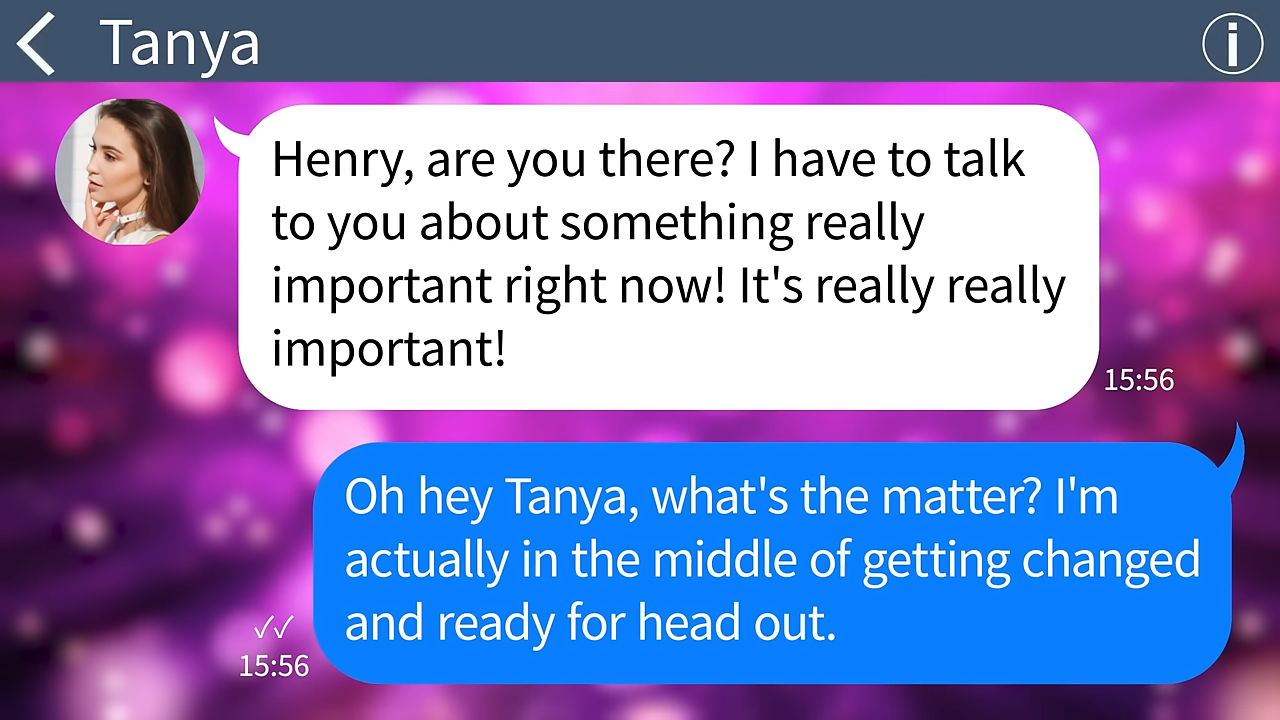 Tanya
Henry, are you there? I have to talk
to you about something really
important right now! It's really really
important!
15:56
Oh hey Tanya, what's the matter? I'm
actually in the middle of getting changed
and ready for head out.
15:56